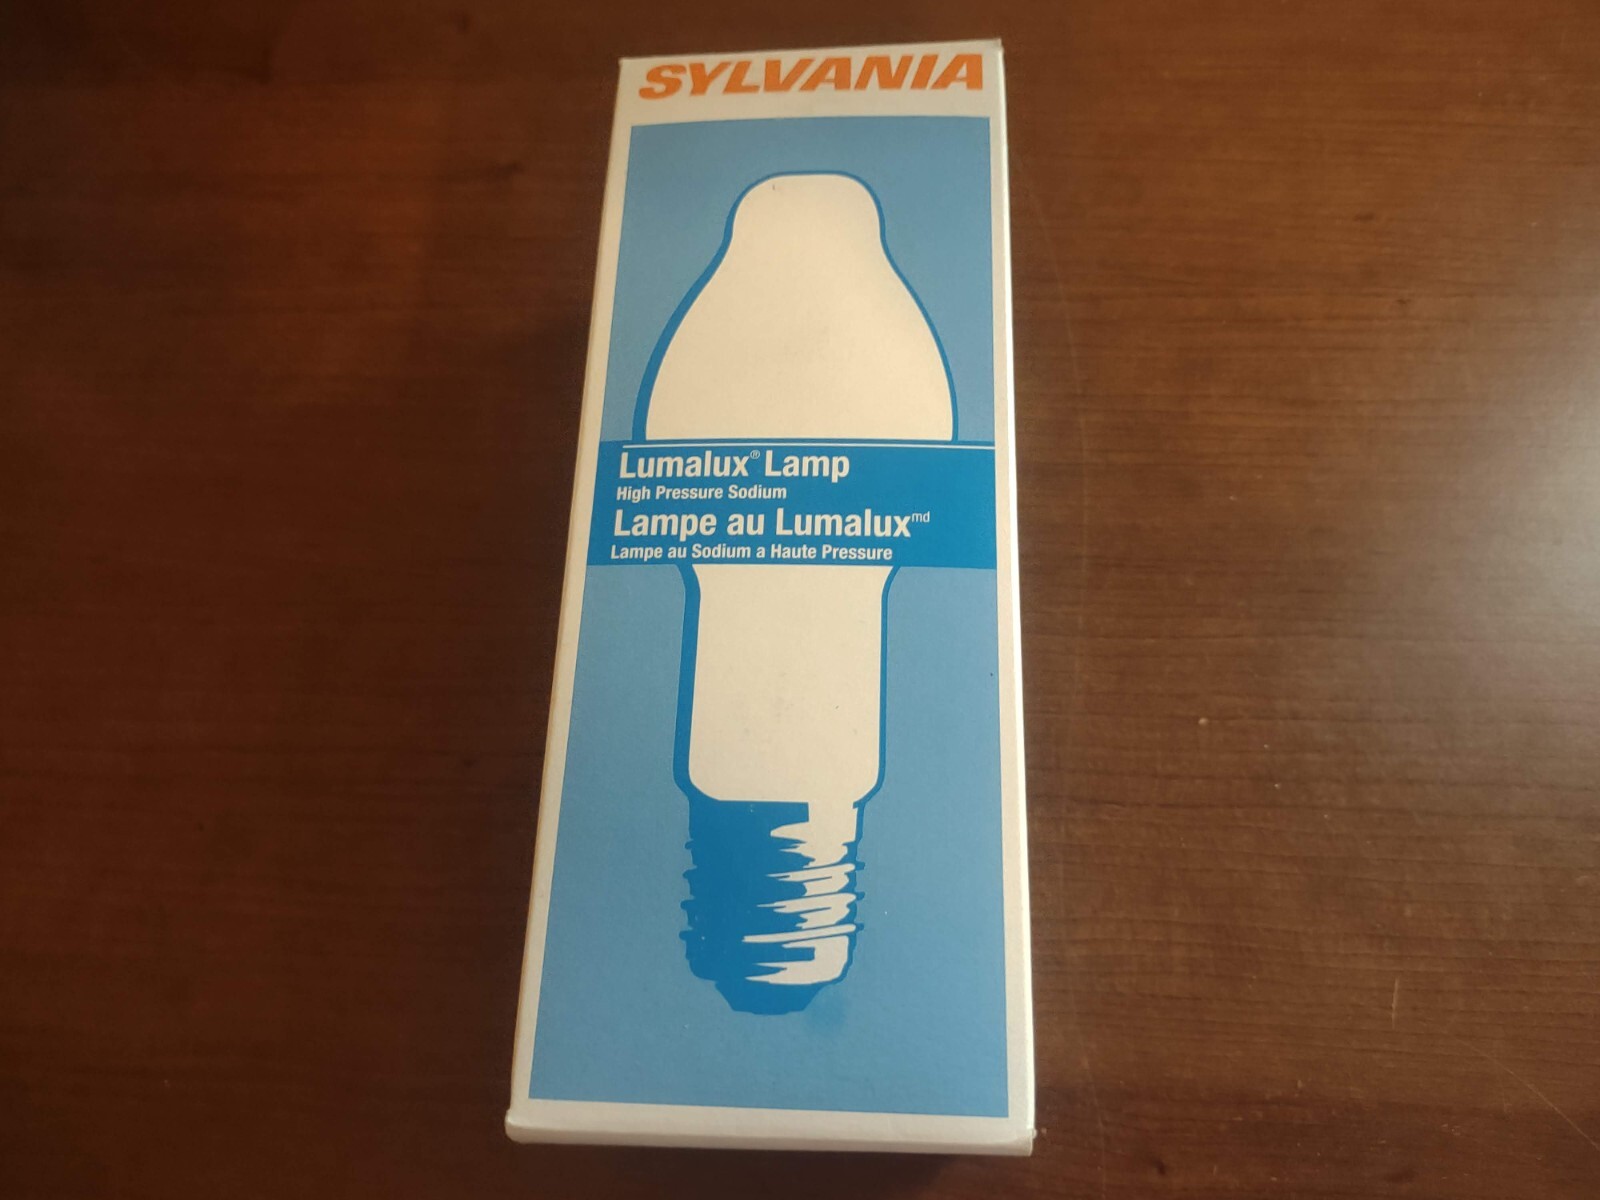 SYLVANIA
Lumalux® Lamp
High Pressure Sodium
Lampe au Lumalux md
Lampe au Sodium a Haute Pressure